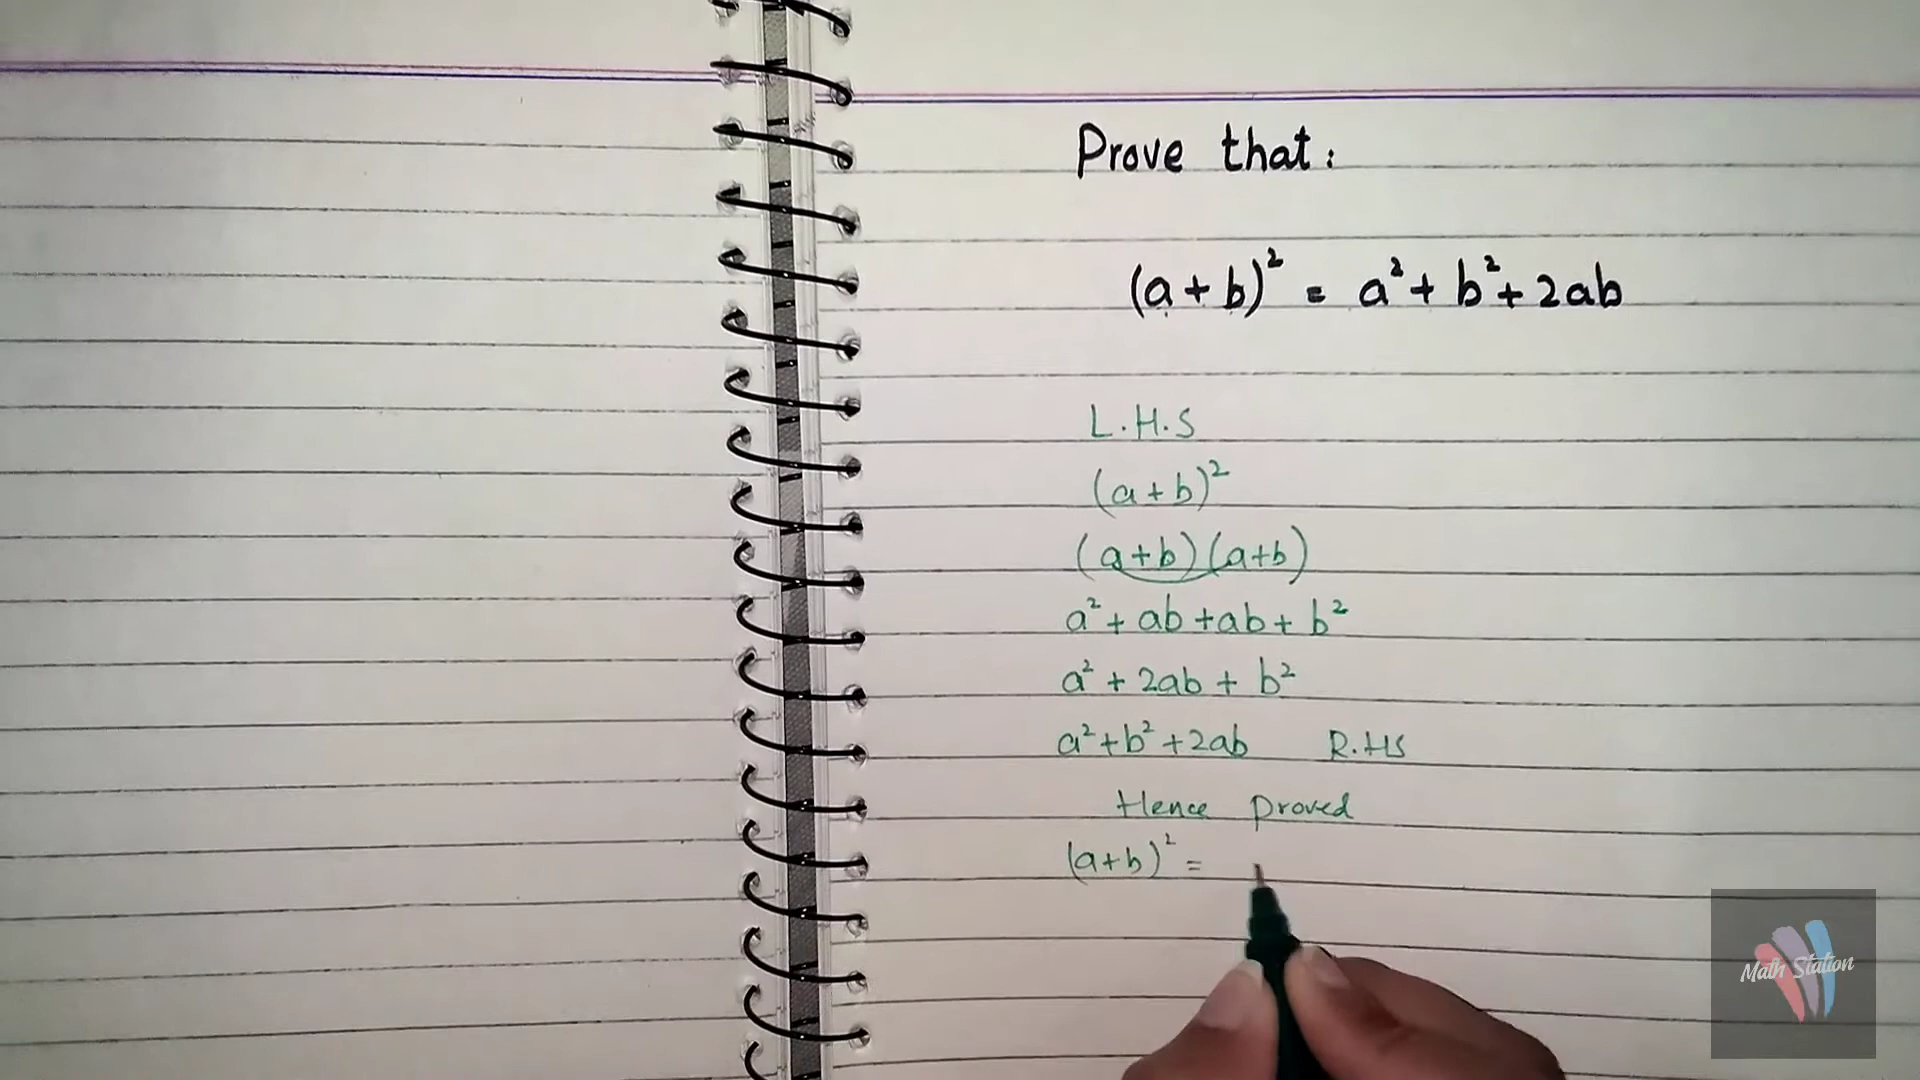 Prove that:
(a + b)² = a² + b² + 2ab
L.H.S
(a+b)²
(a+b)(a+b)
a² + ab + ab + b²
a² + 2ab + b²
a² + b² + 2ab R.HS
Hence proved
(a+b)² =
Math Station